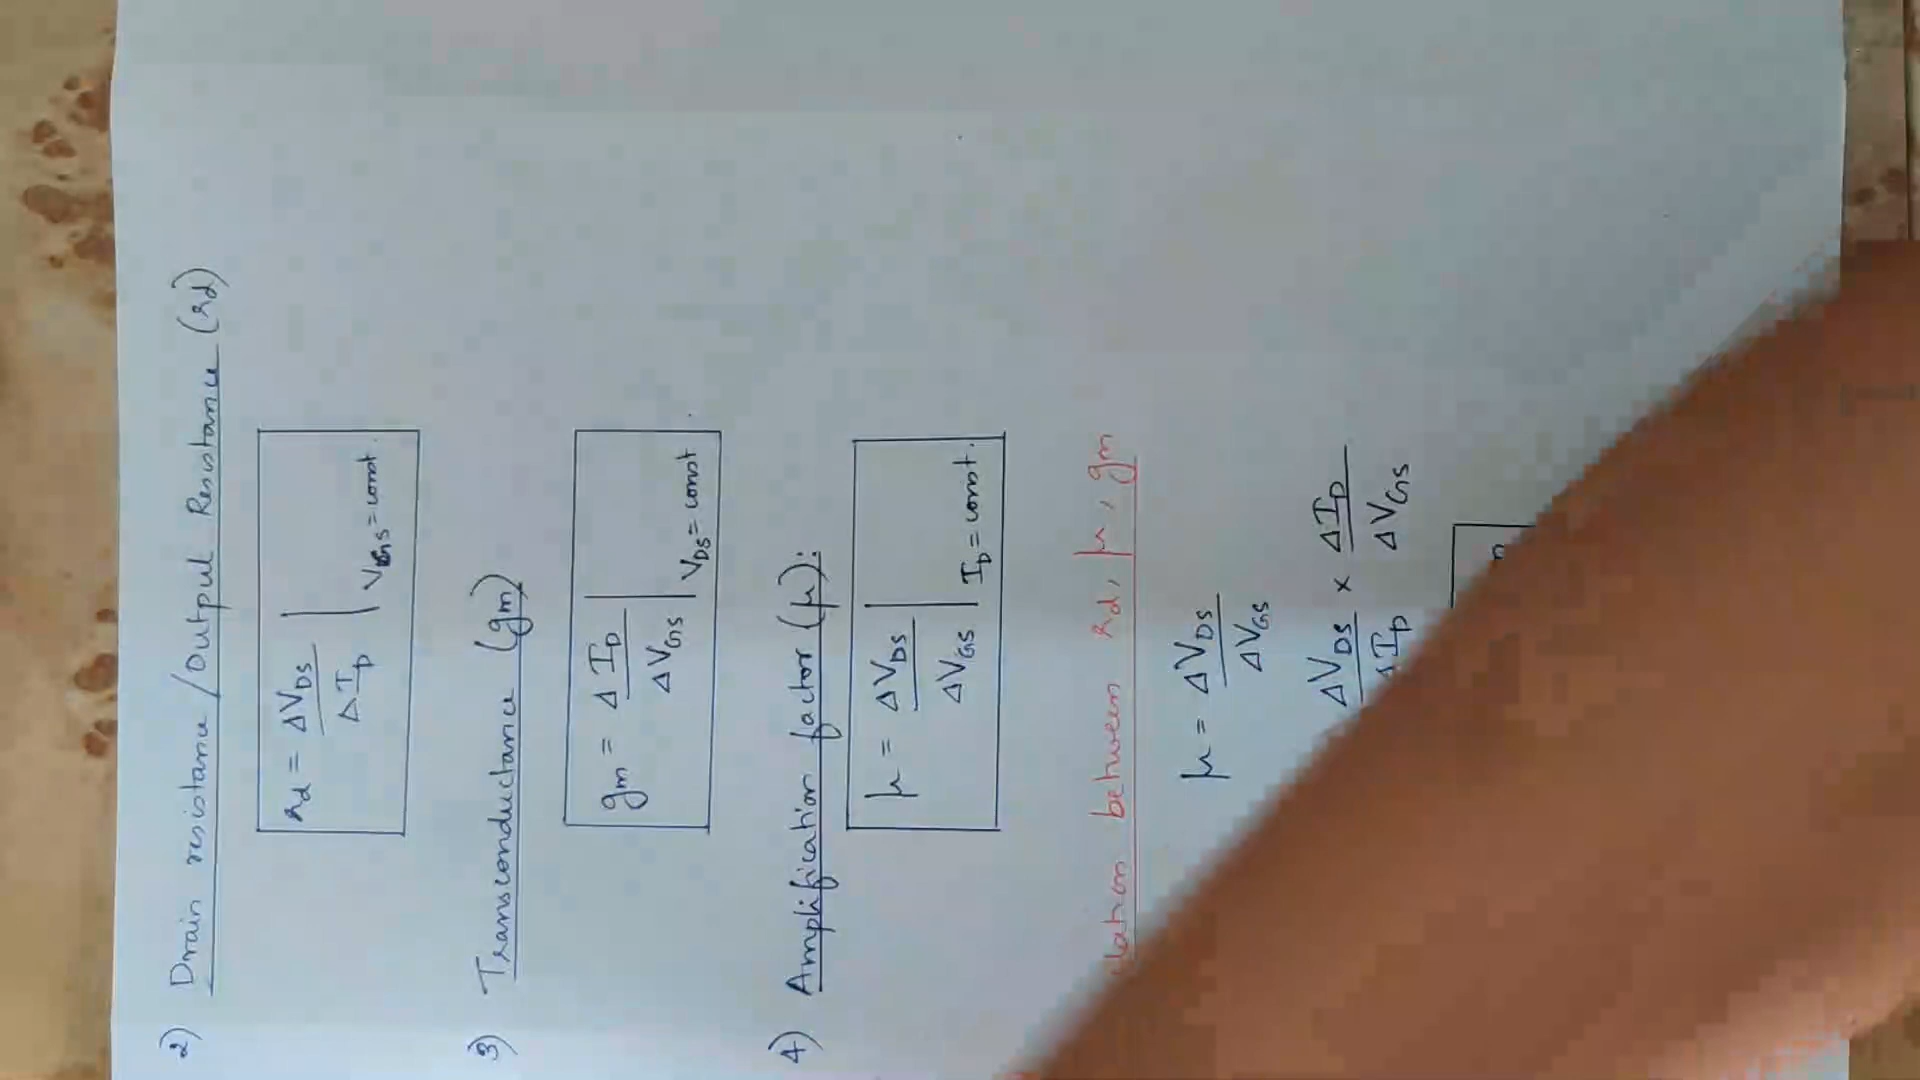 2) Drain resistance/Output Resistance (rd)
rd = ΔVDS / ΔID | VGS = const.
3) Transconductance (gm)
gm = ΔID / ΔVGS | VDS = const
4) Amplification factor (μ):
μ = ΔVDS / ΔVGS | ID = const.
between rd, μ, gm
μ = ΔVDS / ΔVGS
ΔVDS / ΔID × ΔID / ΔVGS